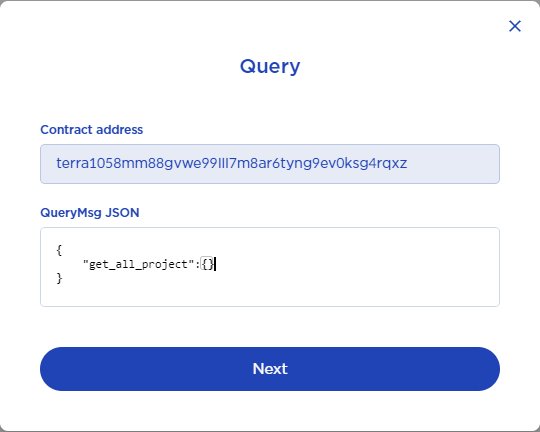 Query
Contract address
terra1058mm88gvwe99lll7m8ar6tyng9ev0ksg4rqxz
QueryMsg JSON
{
"get_all_project":{}
}
Next